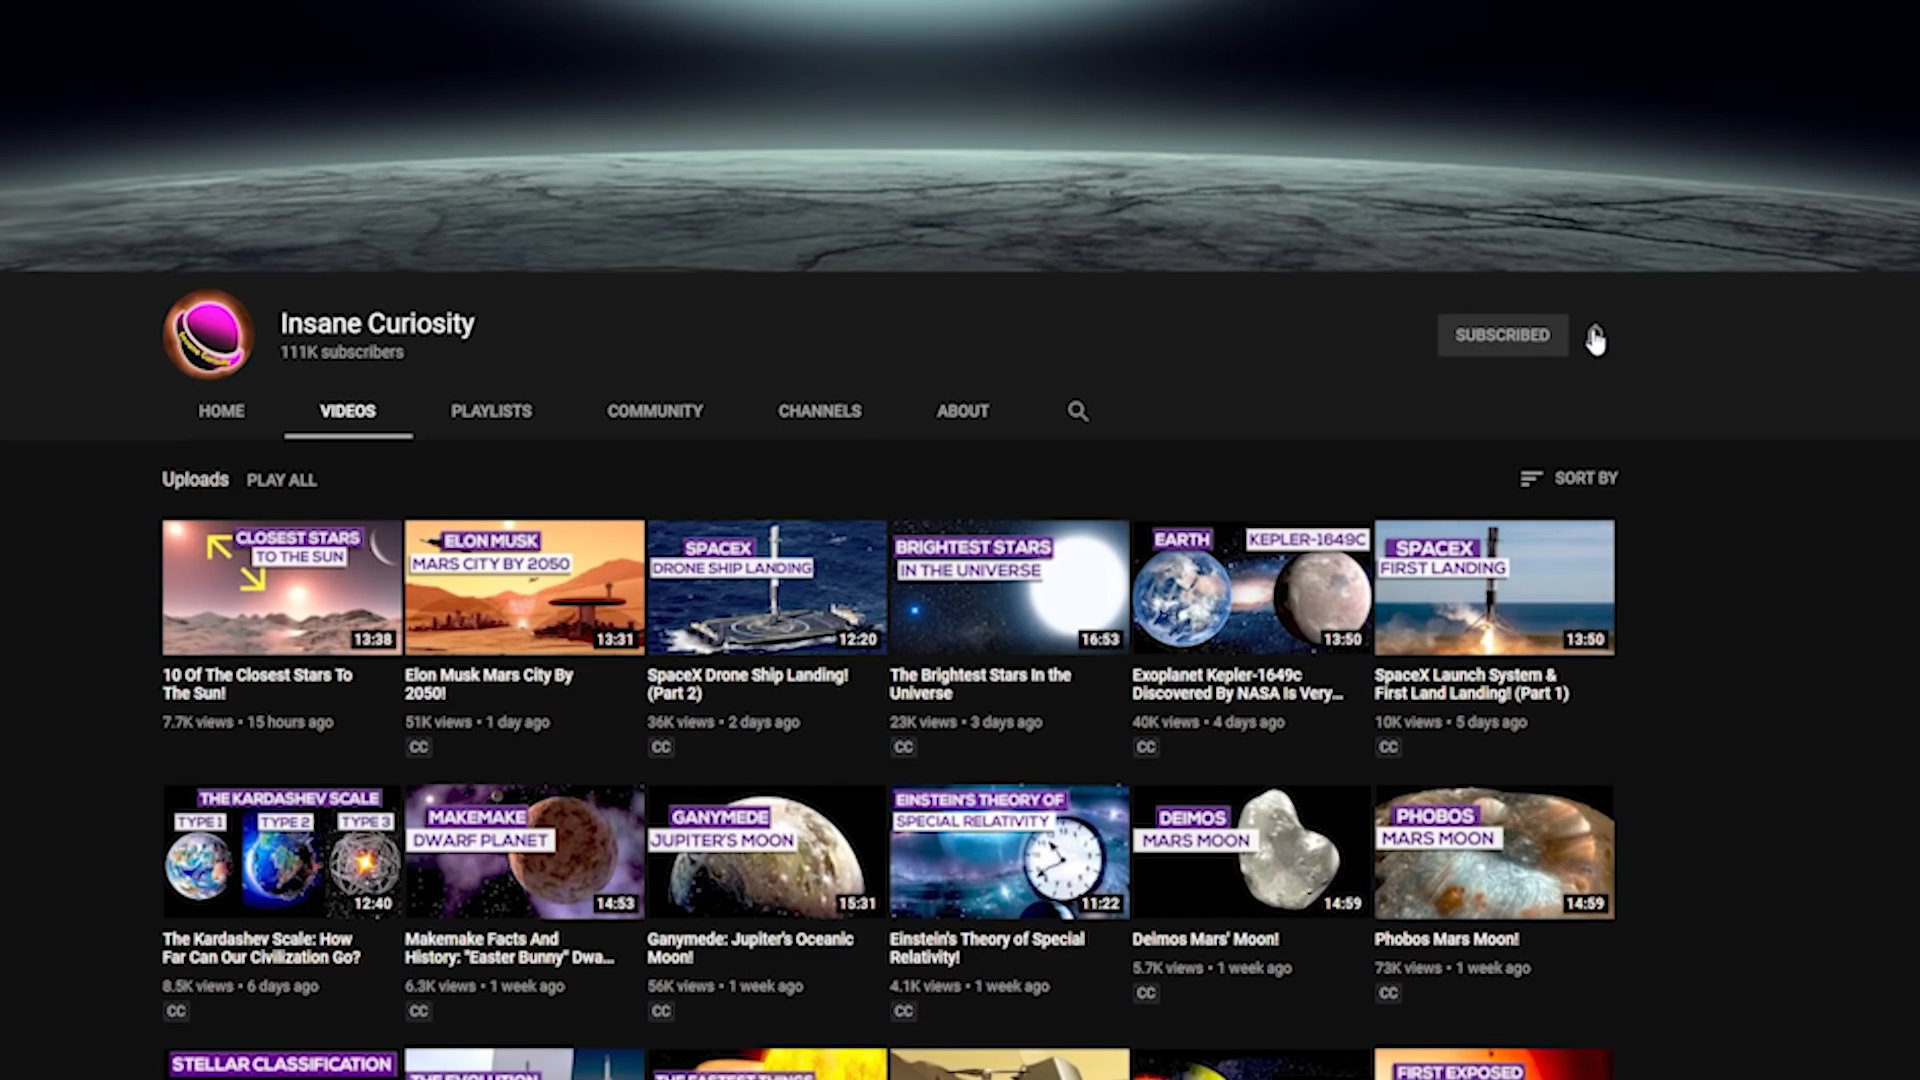 Insane Curiosity
111K subscribers
SUBSCRIBED
HOME
VIDEOS
PLAYLISTS
COMMUNITY
CHANNELS
ABOUT
Uploads
PLAY ALL
SORT BY
CLOSEST STARS
TO THE SUN
13:38
ELON MUSK
MARS CITY BY 2050
13:31
SPACEX
DRONE SHIP LANDING
12:20
BRIGHTEST STARS
IN THE UNIVERSE
16:53
EARTH
KEPLER-1649C
13:50
SPACEX
FIRST LANDING
13:50
10 Of The Closest Stars To
The Sun!
7.7K views • 15 hours ago
Elon Musk Mars City By
2050!
51K views • 1 day ago
CC
SpaceX Drone Ship Landing!
(Part 2)
36K views • 2 days ago
CC
The Brightest Stars In the
Universe
23K views • 3 days ago
CC
Exoplanet Kepler-1649c
Discovered By NASA Is Very...
40K views • 4 days ago
CC
SpaceX Launch System &
First Land Landing! (Part 1)
10K views • 5 days ago
CC
THE KARDASHEV SCALE
TYPE 1
TYPE 2
TYPE 3
12:40
MAKEMAKE
DWARF PLANET
14:53
GANYMEDE
JUPITER'S MOON
15:31
EINSTEIN'S THEORY OF
SPECIAL RELATIVITY
11:22
DEIMOS
MARS MOON
14:59
PHOBOS
MARS MOON
14:59
The Kardashev Scale: How
Far Can Our Civilization Go?
8.5K views • 6 days ago
CC
Makemake Facts And
History: "Easter Bunny" Dwa...
6.3K views • 1 week ago
CC
Ganymede: Jupiter's Oceanic
Moon!
56K views • 1 week ago
CC
Einstein's Theory of Special
Relativity!
4.1K views • 1 week ago
CC
Deimos Mars' Moon!
5.7K views • 1 week ago
CC
Phobos Mars Moon!
73K views • 1 week ago
CC
STELLAR CLASSIFICATION
THE EVOLUTION
THE FASTEST THINGS
FIRST EXPOSED